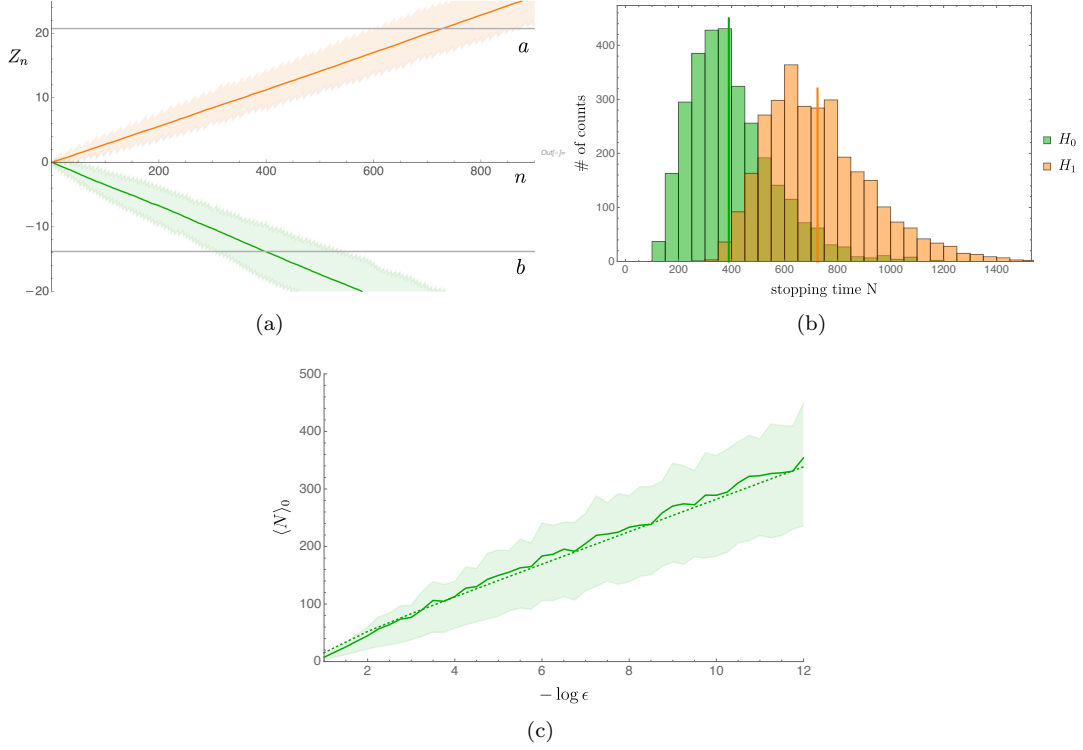 20
10
0
−10
−20
Z_n
200
400
600
800
n
a
b
(a)
Out[•]=
400
300
200
100
0
# of counts
0
200
400
600
800
1000
1200
1400
stopping time N
H_0
H_1
(b)
500
400
300
200
100
0
⟨N⟩_0
2
4
6
8
10
12
− log ϵ
(c)